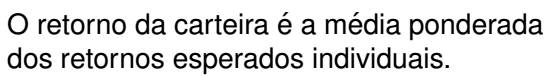 O retorno da carteira é a média ponderada
dos retornos esperados individuais.